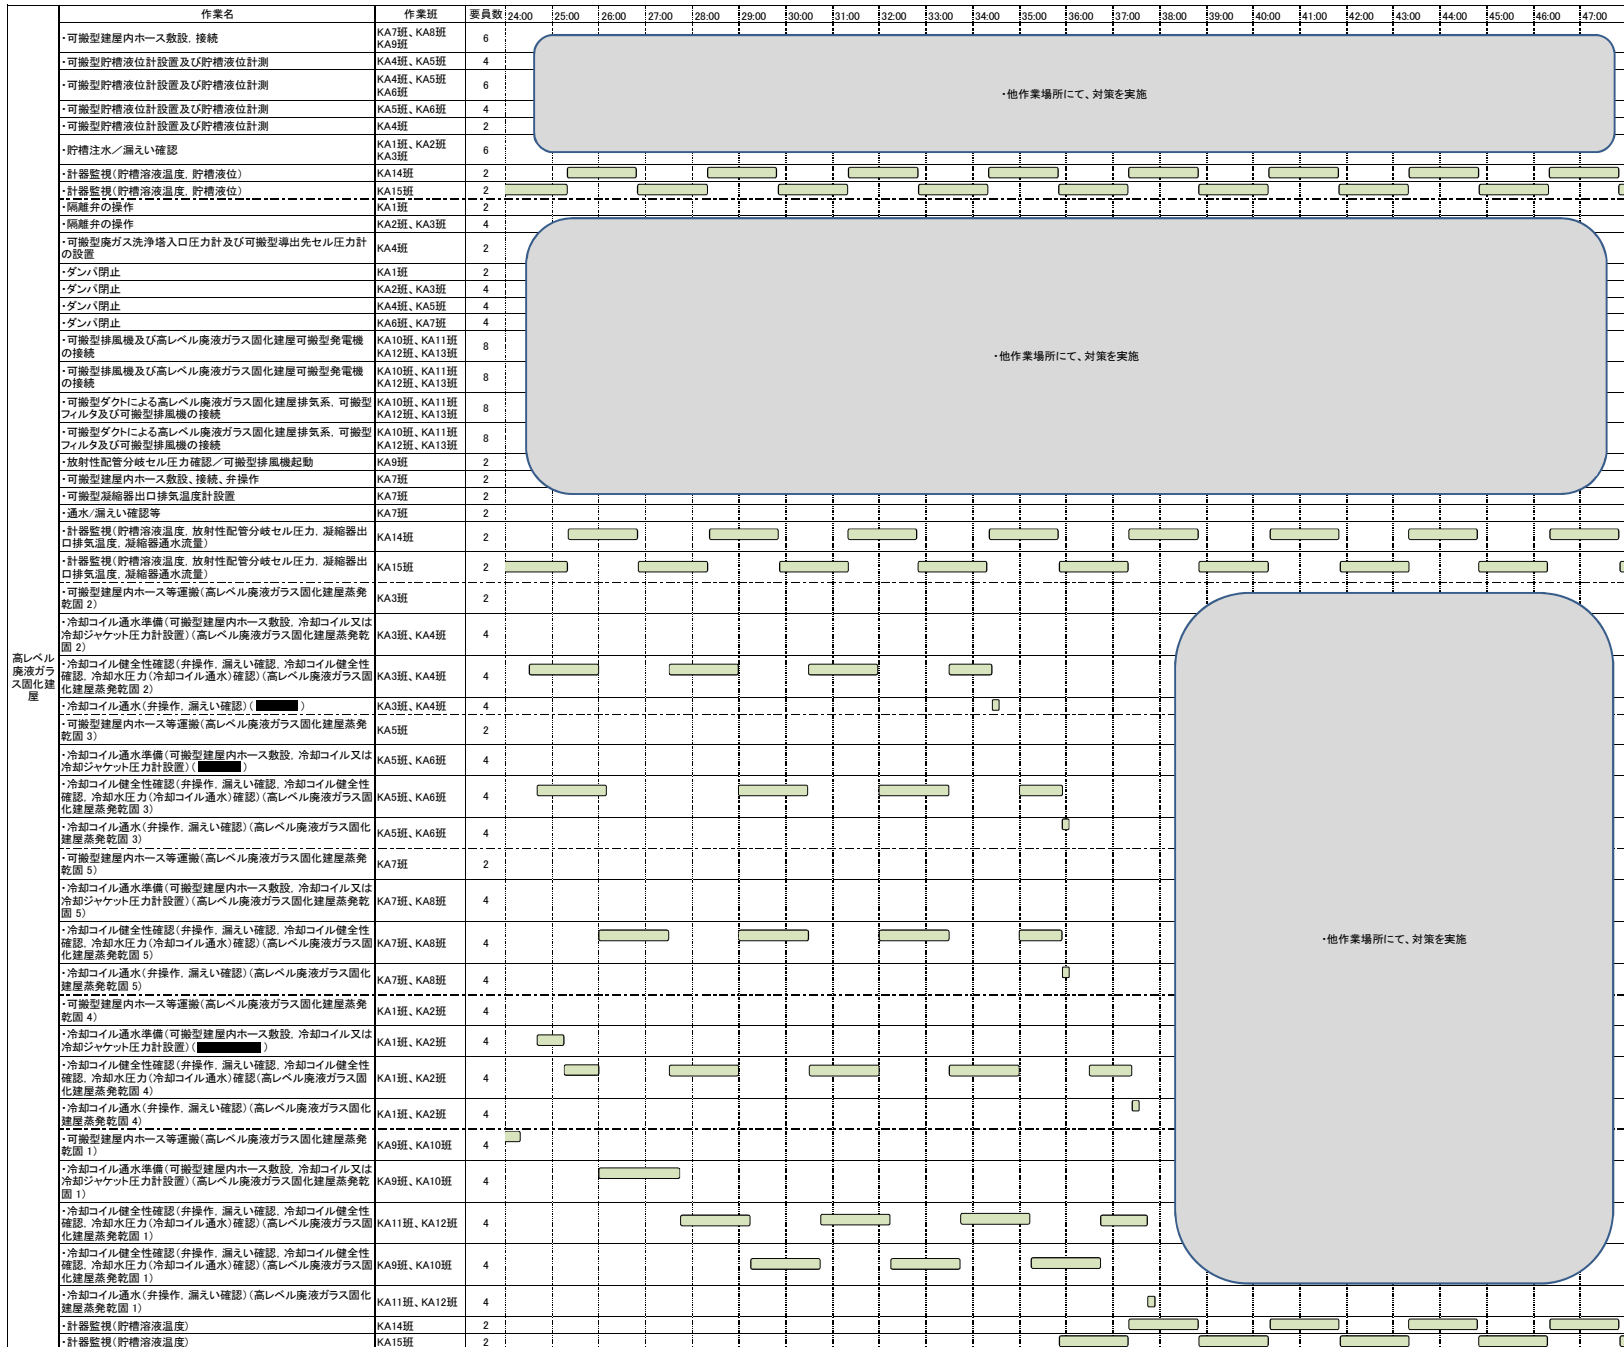 作業名 作業班 要員数 24:00 25:00 26:00 27:00 28:00 29:00 30:00 31:00 32:00 33:00 34:00 35:00 36:00 37:00 38:00 39:00 40:00 41:00 42:00 43:00 44:00 45:00 46:00 47:00
高レベル
廃液ガラ
ス固化建
屋
・可搬型建屋内ホース敷設，接続 KA7班、KA8班 6
KA9班
・可搬型貯槽液位計設置及び貯槽液位計測 KA4班、KA5班 4
・可搬型貯槽液位計設置及び貯槽液位計測 KA4班、KA5班 6
KA6班
・他作業場所にて、対策を実施
・可搬型貯槽液位計設置及び貯槽液位計測 KA5班、KA6班 4
・可搬型貯槽液位計設置及び貯槽液位計測 KA4班 2
・貯槽注水／漏えい確認 KA1班、KA2班 6
KA3班
・計器監視（貯槽溶液温度，貯槽液位） KA14班 2
・計器監視（貯槽溶液温度，貯槽液位） KA15班 2
・隔離弁の操作 KA1班 2
・隔離弁の操作 KA2班、KA3班 4
・可搬型廃ガス洗浄塔入口圧力計及び可搬型導出先セル圧力計
の設置 KA4班 2
・ダンパ閉止 KA1班 2
・ダンパ閉止 KA2班、KA3班 4
・ダンパ閉止 KA4班、KA5班 4
・ダンパ閉止 KA6班、KA7班 4
・可搬型排風機及び高レベル廃液ガラス固化建屋可搬型発電機 KA10班、KA11班 8
の接続 KA12班、KA13班
・他作業場所にて、対策を実施
・可搬型排風機及び高レベル廃液ガラス固化建屋可搬型発電機 KA10班、KA11班 8
の接続 KA12班、KA13班
・可搬型ダクトによる高レベル廃液ガラス固化建屋排気系，可搬型 KA10班、KA11班 8
フィルタ及び可搬型排風機の接続 KA12班、KA13班
・可搬型ダクトによる高レベル廃液ガラス固化建屋排気系，可搬型 KA10班、KA11班 8
フィルタ及び可搬型排風機の接続 KA12班、KA13班
・放射性配管分岐セル圧力確認／可搬型排風機起動 KA9班 2
・可搬型建屋内ホース敷設、接続、弁操作 KA7班 2
・可搬型凝縮器出口排気温度計設置 KA7班 2
・通水/漏えい確認等 KA7班 2
・計器監視（貯槽溶液温度，放射性配管分岐セル圧力，凝縮器出
口排気温度，凝縮器通水流量） KA14班 2
・計器監視（貯槽溶液温度，放射性配管分岐セル圧力，凝縮器出
口排気温度，凝縮器通水流量） KA15班 2
・可搬型建屋内ホース等運搬（高レベル廃液ガラス固化建屋蒸発
乾固 2） KA3班 2
・冷却コイル通水準備（可搬型建屋内ホース敷設，冷却コイル又は
冷却ジャケット圧力計設置）（高レベル廃液ガラス固化建屋蒸発乾
固 2） KA3班、KA4班 4
・冷却コイル健全性確認（弁操作，漏えい確認，冷却コイル健全性
確認，冷却水圧力（冷却コイル通水）確認）（高レベル廃液ガラス固
化建屋蒸発乾固 2） KA3班、KA4班 4
・冷却コイル通水（弁操作，漏えい確認）（ ） KA3班、KA4班 4
・可搬型建屋内ホース等運搬（高レベル廃液ガラス固化建屋蒸発
乾固 3） KA5班 2
・冷却コイル通水準備（可搬型建屋内ホース敷設，冷却コイル又は
冷却ジャケット圧力計設置）（ ） KA5班、KA6班 4
・冷却コイル健全性確認（弁操作，漏えい確認，冷却コイル健全性
確認，冷却水圧力（冷却コイル通水）確認）（高レベル廃液ガラス固
化建屋蒸発乾固 3） KA5班、KA6班 4
・冷却コイル通水（弁操作，漏えい確認）（高レベル廃液ガラス固化
建屋蒸発乾固 3） KA5班、KA6班 4
・可搬型建屋内ホース等運搬（高レベル廃液ガラス固化建屋蒸発
乾固 5） KA7班 2
・冷却コイル通水準備（可搬型建屋内ホース敷設，冷却コイル又は
冷却ジャケット圧力計設置）（高レベル廃液ガラス固化建屋蒸発乾
固 5） KA7班、KA8班 4
・冷却コイル健全性確認（弁操作，漏えい確認，冷却コイル健全性
確認，冷却水圧力（冷却コイル通水）確認）（高レベル廃液ガラス固
化建屋蒸発乾固 5） KA7班、KA8班 4
・他作業場所にて、対策を実施
・冷却コイル通水（弁操作，漏えい確認）（高レベル廃液ガラス固化
建屋蒸発乾固 5） KA7班、KA8班 4
・可搬型建屋内ホース等運搬（高レベル廃液ガラス固化建屋蒸発
乾固 4） KA1班、KA2班 4
・冷却コイル通水準備（可搬型建屋内ホース敷設，冷却コイル又は
冷却ジャケット圧力計設置）（ ） KA1班、KA2班 4
・冷却コイル健全性確認（弁操作，漏えい確認，冷却コイル健全性
確認，冷却水圧力（冷却コイル通水）確認（高レベル廃液ガラス固
化建屋蒸発乾固 4） KA1班、KA2班 4
・冷却コイル通水（弁操作，漏えい確認）（高レベル廃液ガラス固化
建屋蒸発乾固 4） KA1班、KA2班 4
・可搬型建屋内ホース等運搬（高レベル廃液ガラス固化建屋蒸発
乾固 1） KA9班、KA10班 4
・冷却コイル通水準備（可搬型建屋内ホース敷設，冷却コイル又は
冷却ジャケット圧力計設置）（高レベル廃液ガラス固化建屋蒸発乾
固 1） KA9班、KA10班 4
・冷却コイル健全性確認（弁操作，漏えい確認，冷却コイル健全性
確認，冷却水圧力（冷却コイル通水）確認）（高レベル廃液ガラス固
化建屋蒸発乾固 1） KA11班、KA12班 4
・冷却コイル健全性確認（弁操作，漏えい確認，冷却コイル健全性
確認，冷却水圧力（冷却コイル通水）確認）（高レベル廃液ガラス固
化建屋蒸発乾固 1） KA9班、KA10班 4
・冷却コイル通水（弁操作，漏えい確認）（高レベル廃液ガラス固化
建屋蒸発乾固 1） KA11班、KA12班 4
・計器監視（貯槽溶液温度） KA14班 2
・計器監視（貯槽溶液温度） KA15班 2